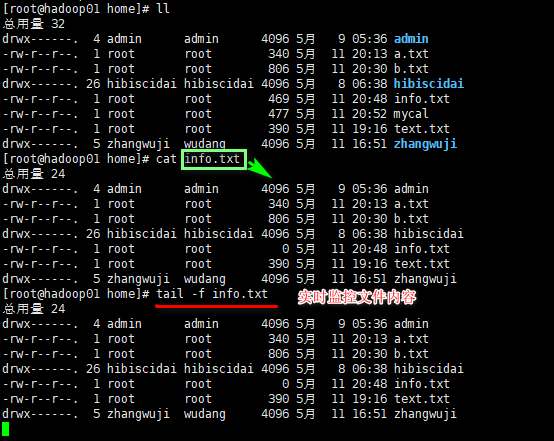 [root@hadoop01 home]# ll
总用量 32
drwx------.  4 admin      admin      4096 5月   9 05:36 admin
-rw-r--r--.  1 root       root        340 5月  11 20:13 a.txt
-rw-r--r--.  1 root       root        806 5月  11 20:30 b.txt
drwx------. 26 hibiscidai hibiscidai 4096 5月   8 06:38 hibiscidai
-rw-r--r--.  1 root       root        469 5月  11 20:48 info.txt
-rw-r--r--.  1 root       root        477 5月  11 20:52 mycal
-rw-r--r--.  1 root       root        390 5月  11 19:16 text.txt
drwx------.  5 zhangwuji  wudang     4096 5月  11 16:51 zhangwuji
[root@hadoop01 home]# cat info.txt
总用量 24
drwx------.  4 admin      admin      4096 5月   9 05:36 admin
-rw-r--r--.  1 root       root        340 5月  11 20:13 a.txt
-rw-r--r--.  1 root       root        806 5月  11 20:30 b.txt
drwx------. 26 hibiscidai hibiscidai 4096 5月   8 06:38 hibiscidai
-rw-r--r--.  1 root       root          0 5月  11 20:48 info.txt
-rw-r--r--.  1 root       root        390 5月  11 19:16 text.txt
drwx------.  5 zhangwuji  wudang     4096 5月  11 16:51 zhangwuji
[root@hadoop01 home]# tail -f info.txt 实时监控文件内容
总用量 24
drwx------.  4 admin      admin      4096 5月   9 05:36 admin
-rw-r--r--.  1 root       root        340 5月  11 20:13 a.txt
-rw-r--r--.  1 root       root        806 5月  11 20:30 b.txt
drwx------. 26 hibiscidai hibiscidai 4096 5月   8 06:38 hibiscidai
-rw-r--r--.  1 root       root          0 5月  11 20:48 info.txt
-rw-r--r--.  1 root       root        390 5月  11 19:16 text.txt
drwx------.  5 zhangwuji  wudang     4096 5月  11 16:51 zhangwuji